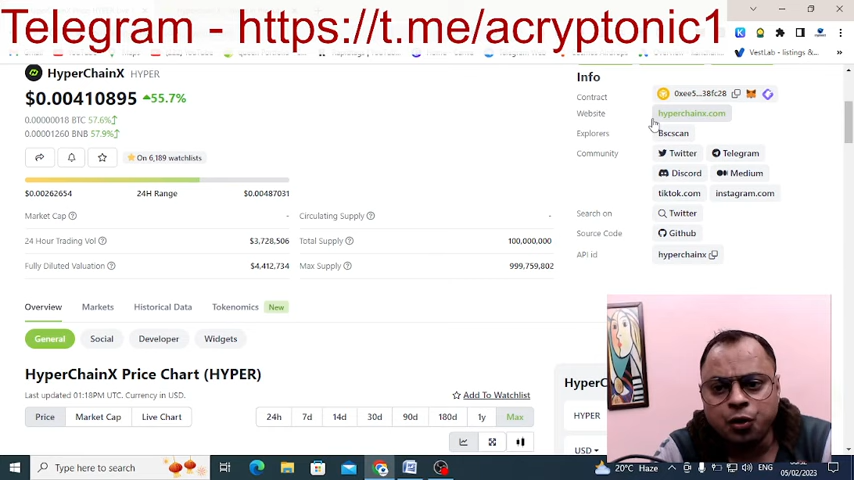 Telegram - https://t.me/acryptonic1
VestLab - listings &
HyperChainX HYPER
$0.00410895 55.7%
0.00000018 BTC 57.6%
0.00001260 BNB 57.9%
On 6,189 watchlists
$0.00262654 24H Range $0.00487031
Market Cap - Circulating Supply -
24 Hour Trading Vol $3,728,506 Total Supply 100,000,000
Fully Diluted Valuation $4,412,734 Max Supply 999,759,802
Info
Contract 0xee5...38fc28
Website hyperchainx.com
Explorers Bscscan
Community Twitter Telegram
Discord Medium
tiktok.com instagram.com
Search on Twitter
Source Code Github
API id hyperchainx
Overview Markets Historical Data Tokenomics New
General Social Developer Widgets
HyperChainX Price Chart (HYPER)
Last updated 01:18PM UTC. Currency in USD.
Add To Watchlist
Price Market Cap Live Chart 24h 7d 14d 30d 90d 180d 1y Max
HyperC
HYPER
USD
Type here to search
20°C Haze
ENG
05/02/2023